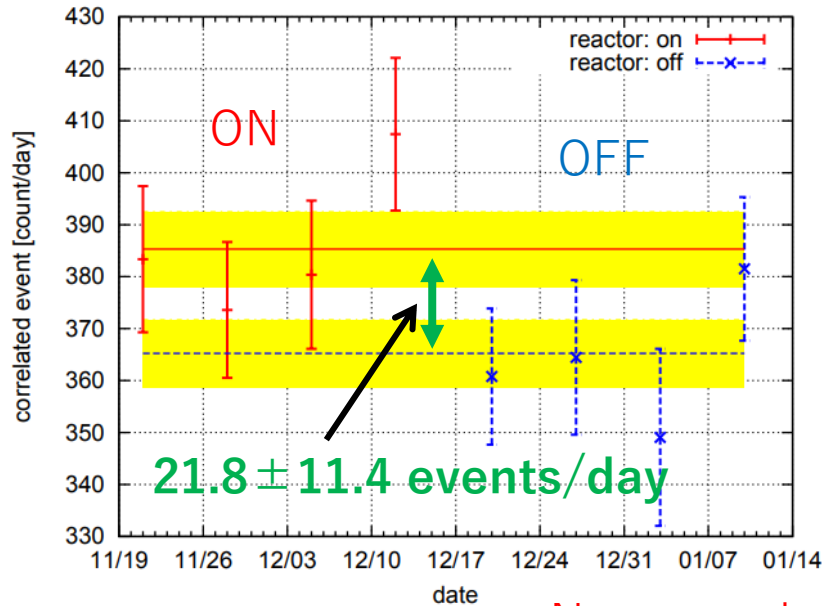 430
420
410
400
390
380
370
360
350
340
330
correlated event [count/day]
reactor: on
reactor: off
ON
OFF
21.8±11.4 events/day
11/19 11/26 12/03 12/10 12/17 12/24 12/31 01/07 01/14
date